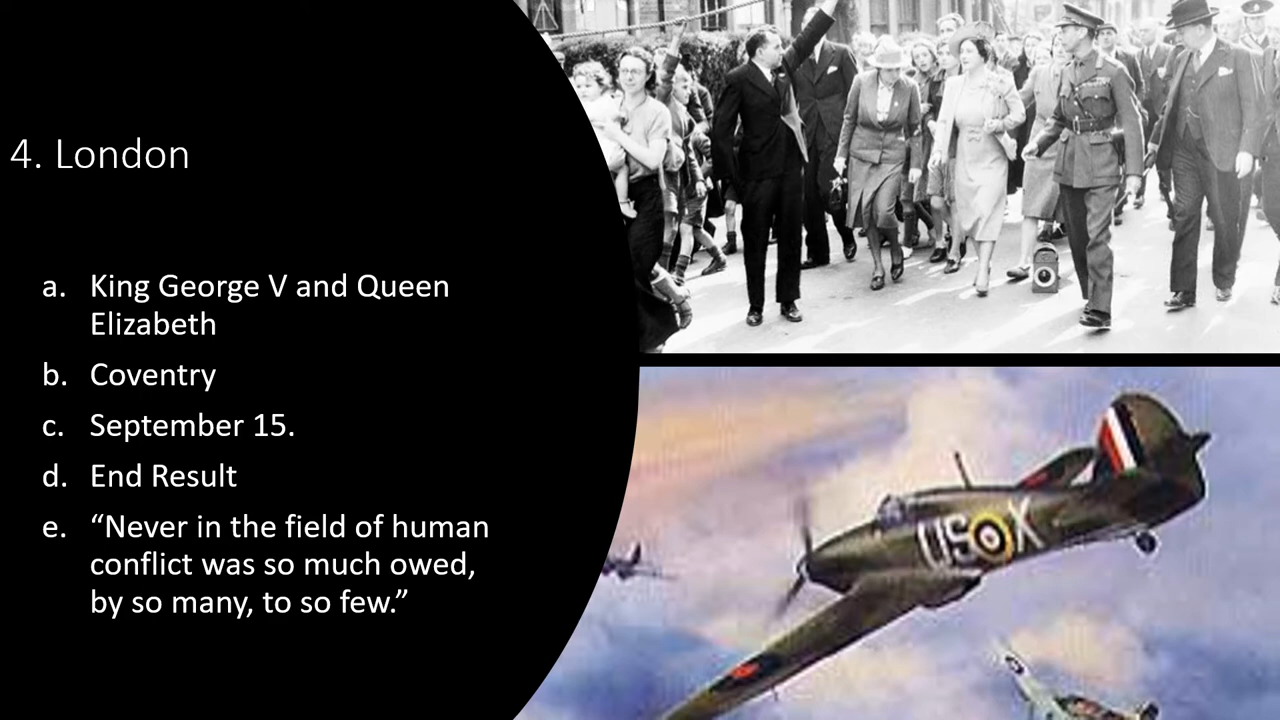 4. London
a. King George V and Queen
Elizabeth
b. Coventry
c. September 15.
d. End Result
e. “Never in the field of human
conflict was so much owed,
by so many, to so few.”
US X